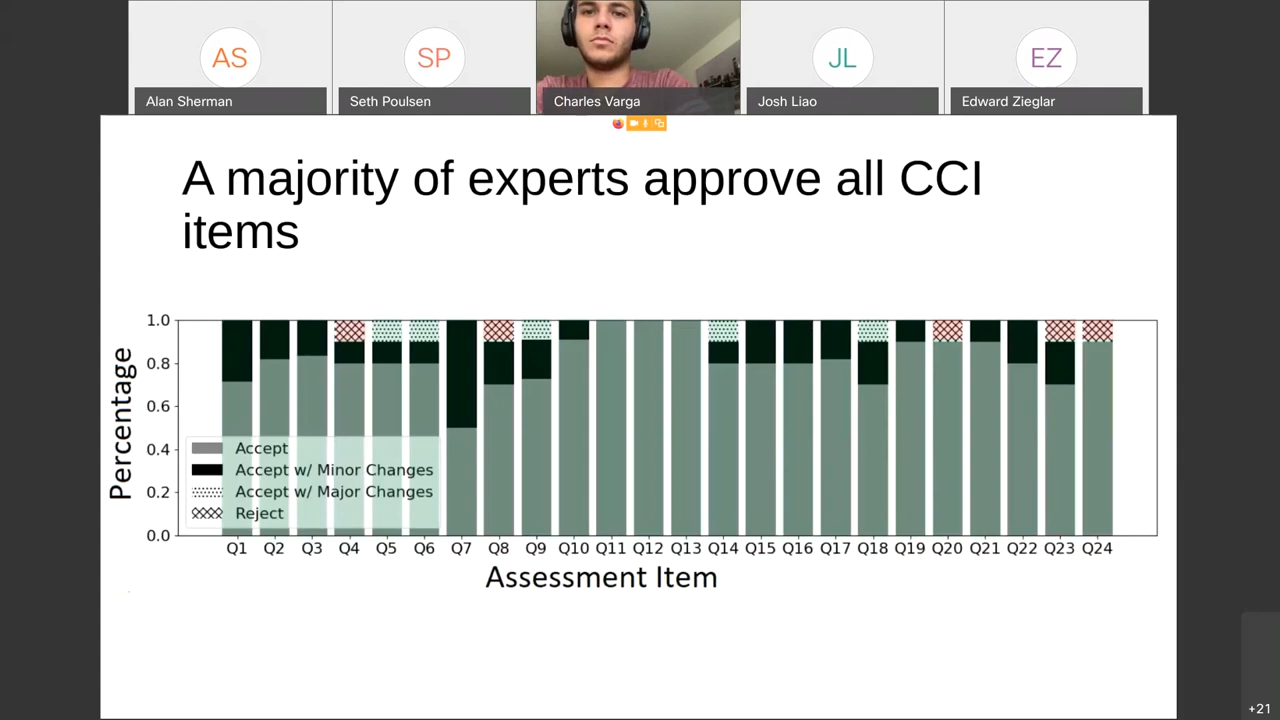 AS
SP
JL
EZ
Alan Sherman
Seth Poulsen
Charles Varga
Josh Liao
Edward Zieglar
A majority of experts approve all CCI
items
Percentage
1.0
0.8
0.6
0.4
0.2
0.0
Accept
Accept w/ Minor Changes
Accept w/ Major Changes
Reject
Q1 Q2 Q3 Q4 Q5 Q6 Q7 Q8 Q9 Q10 Q11 Q12 Q13 Q14 Q15 Q16 Q17 Q18 Q19 Q20 Q21 Q22 Q23 Q24
Assessment Item
+21